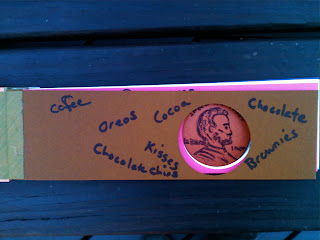 Coffee
Oreos
Cocoa
Chocolate
Kisses
Chocolate Chips
Brownies